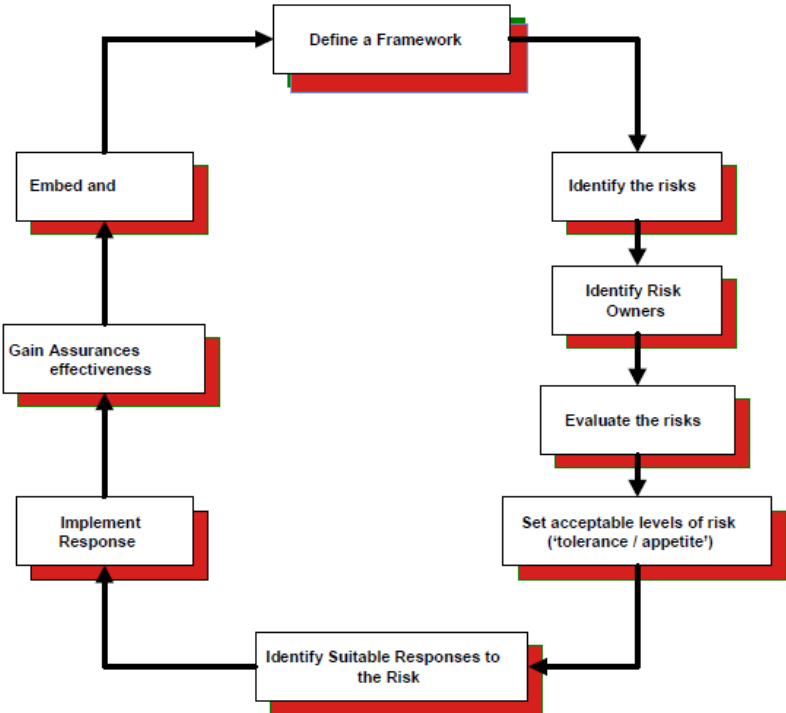 Define a Framework
Identify the risks
Identify Risk
Owners
Evaluate the risks
Set acceptable levels of risk
(‘tolerance / appetite’)
Identify Suitable Responses to
the Risk
Implement
Response
Gain Assurances
effectiveness
Embed and